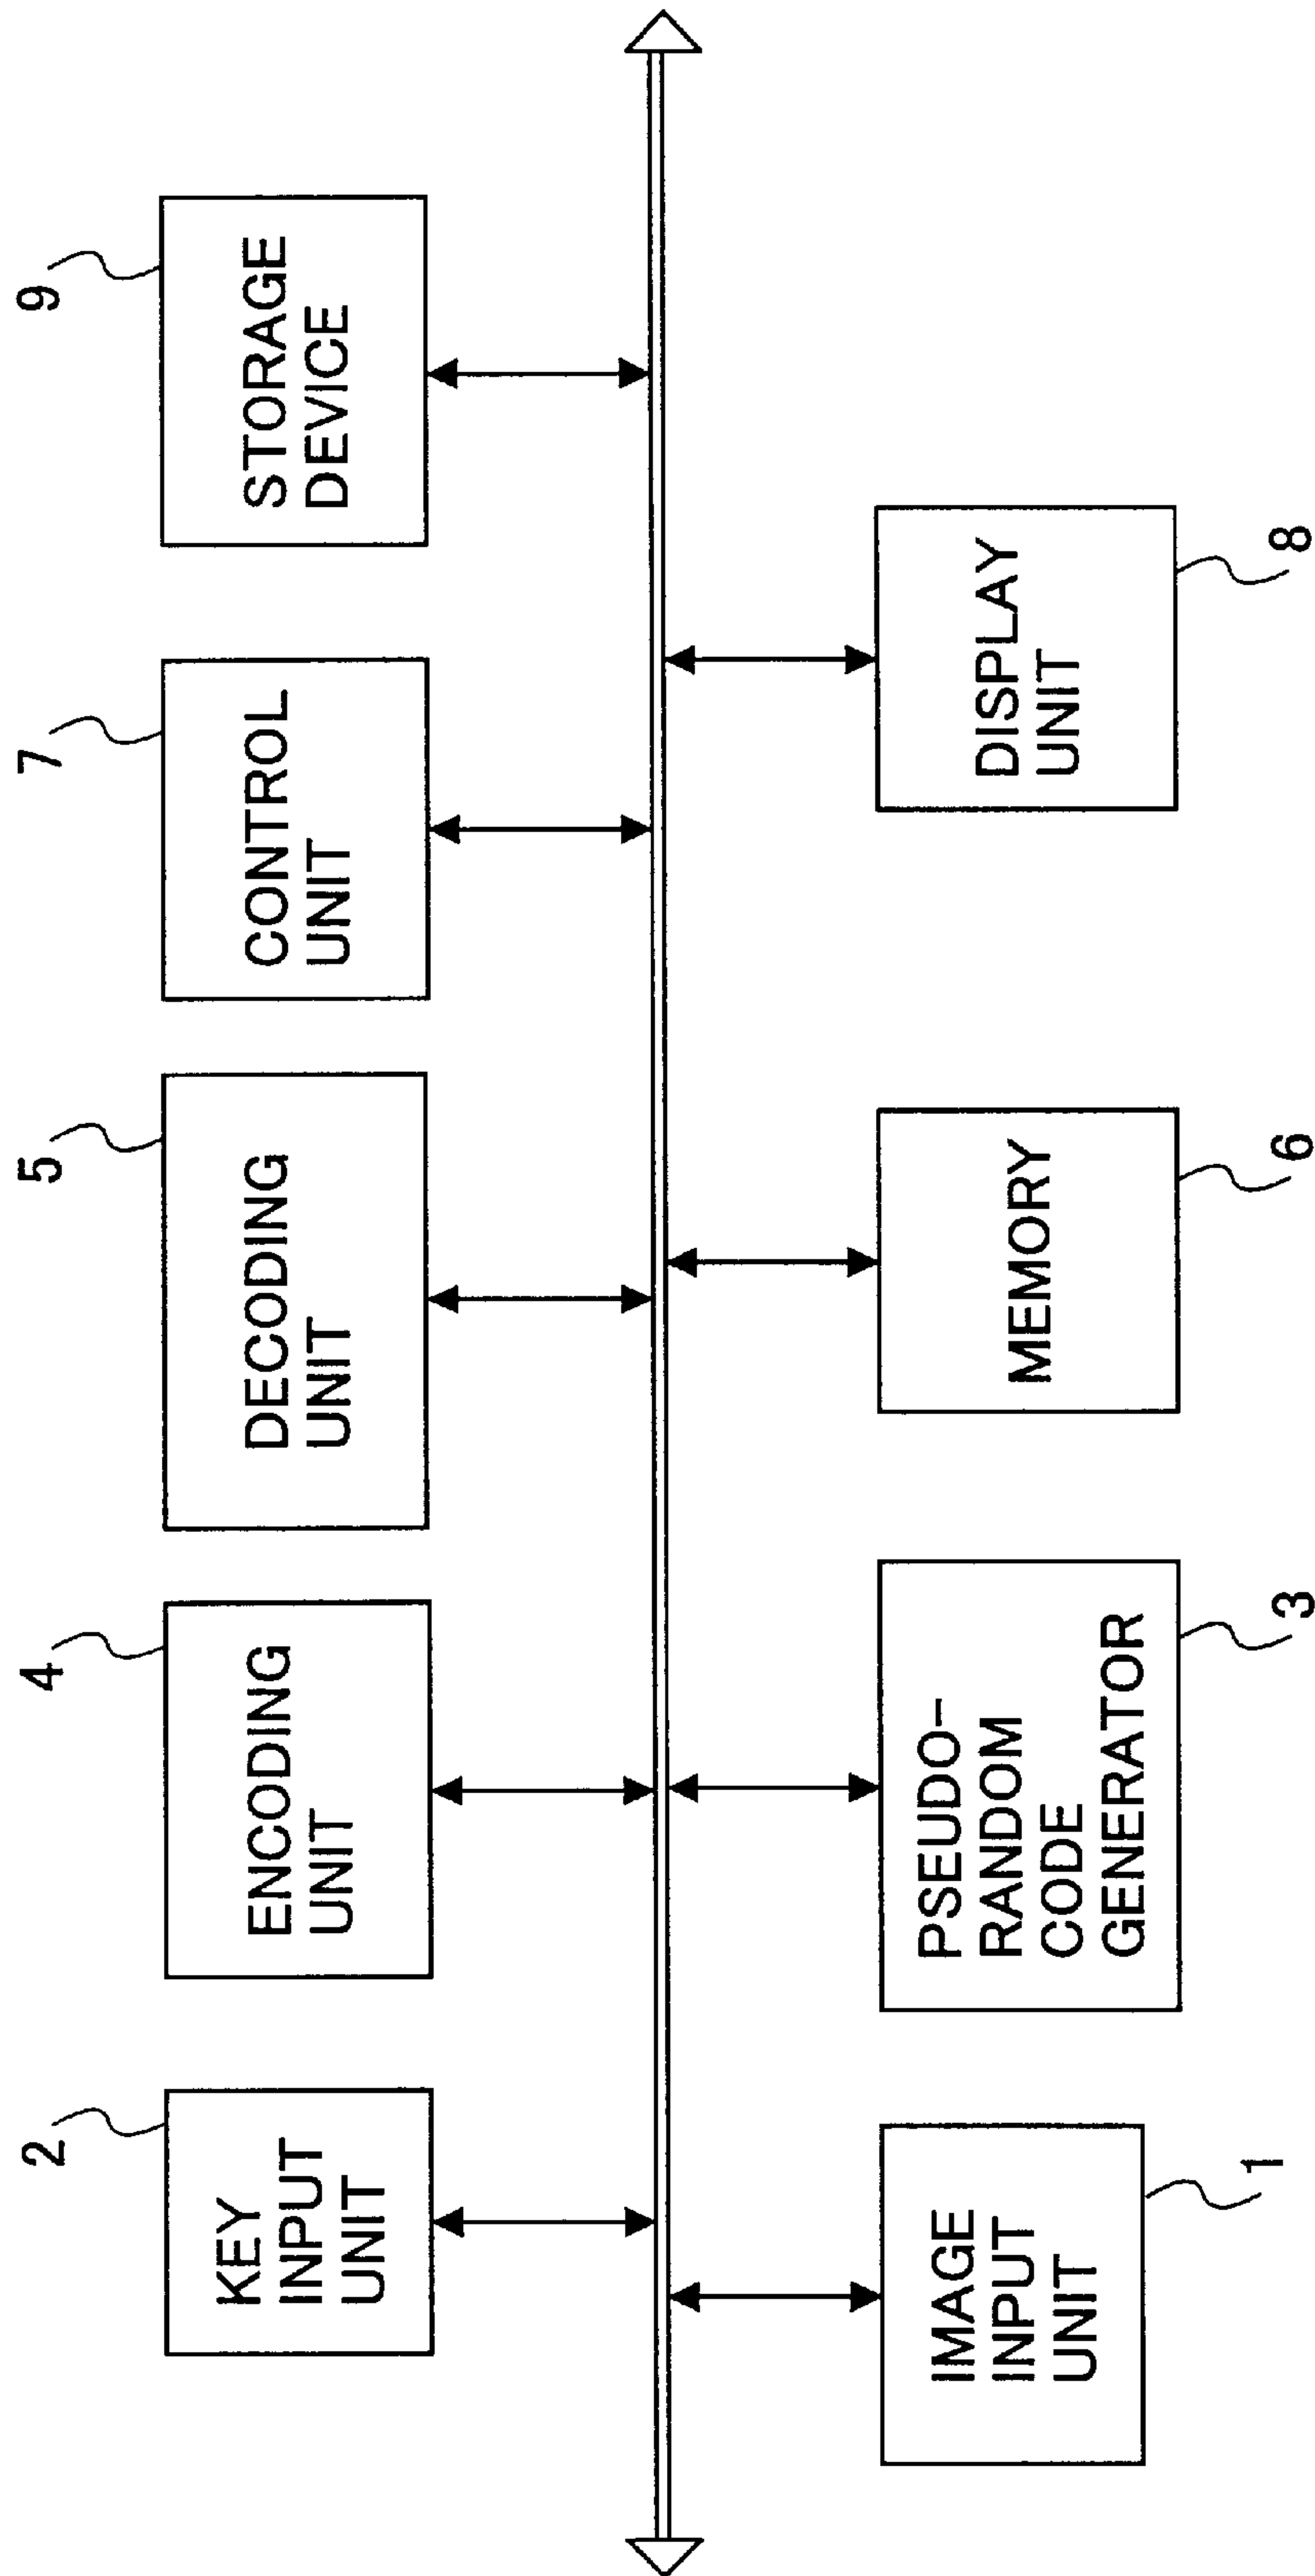 2
KEY
INPUT
UNIT
4
ENCODING
UNIT
5
DECODING
UNIT
7
CONTROL
UNIT
9
STORAGE
DEVICE
IMAGE
INPUT
UNIT
1
PSEUDO-
RANDOM
CODE
GENERATOR
3
MEMORY
6
DISPLAY
UNIT
8